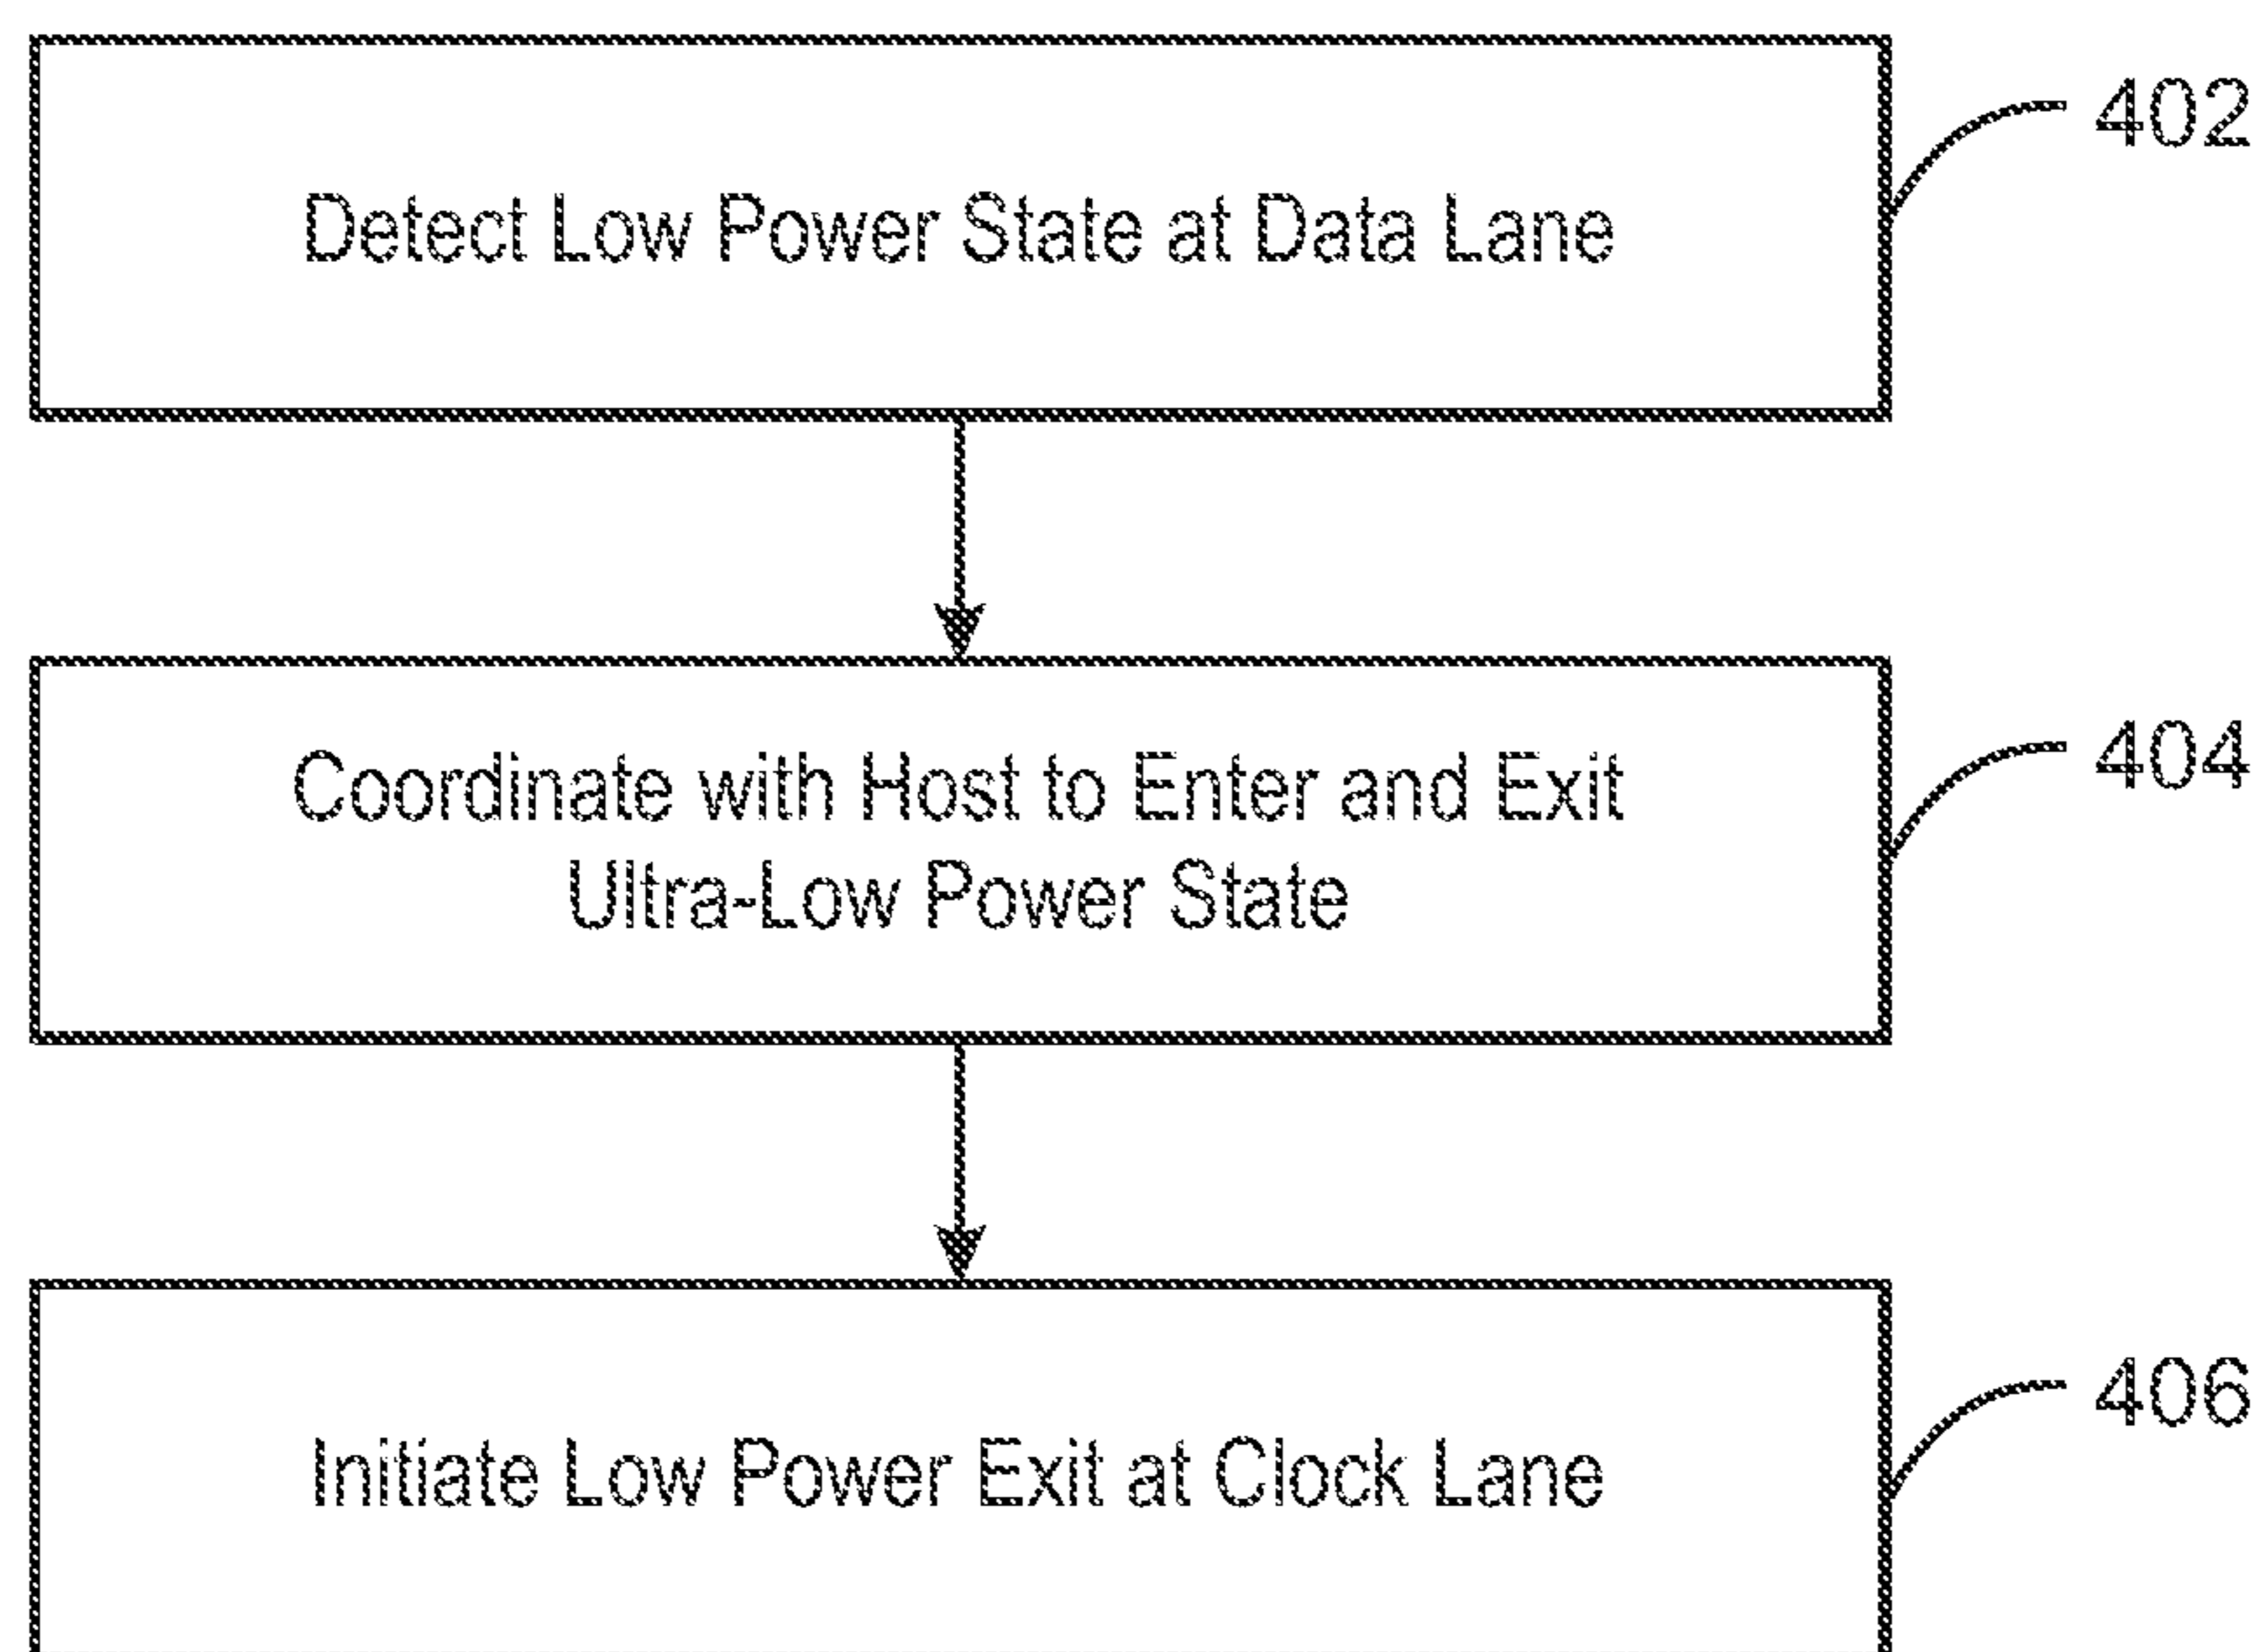 402
Detect Low Power State at Data Lane
404
Coordinate with Host to Enter and Exit
Ultra-Low Power State
406
Initiate Low Power Exit at Clock Lane